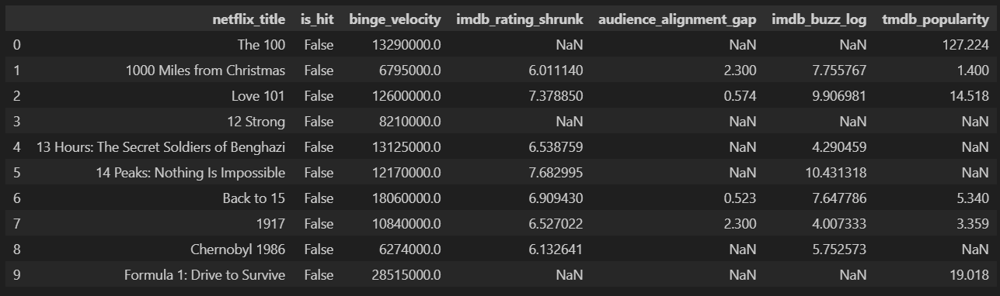 netflix_title is_hit binge_velocity imdb_rating_shrunk audience_alignment_gap imdb_buzz_log tmdb_popularity
0 The 100 False 13290000.0 NaN NaN NaN 127.224
1 1000 Miles from Christmas False 6795000.0 6.011140 2.300 7.755767 1.400
2 Love 101 False 12600000.0 7.378850 0.574 9.906981 14.518
3 12 Strong False 8210000.0 NaN NaN NaN NaN
4 13 Hours: The Secret Soldiers of Benghazi False 13125000.0 6.538759 NaN 4.290459 NaN
5 14 Peaks: Nothing Is Impossible False 12170000.0 7.682995 NaN 10.431318 NaN
6 Back to 15 False 18060000.0 6.909430 0.523 7.647786 5.340
7 1917 False 10840000.0 6.527022 2.300 4.007333 3.359
8 Chernobyl 1986 False 6274000.0 6.132641 NaN 5.752573 NaN
9 Formula 1: Drive to Survive False 28515000.0 NaN NaN NaN 19.018